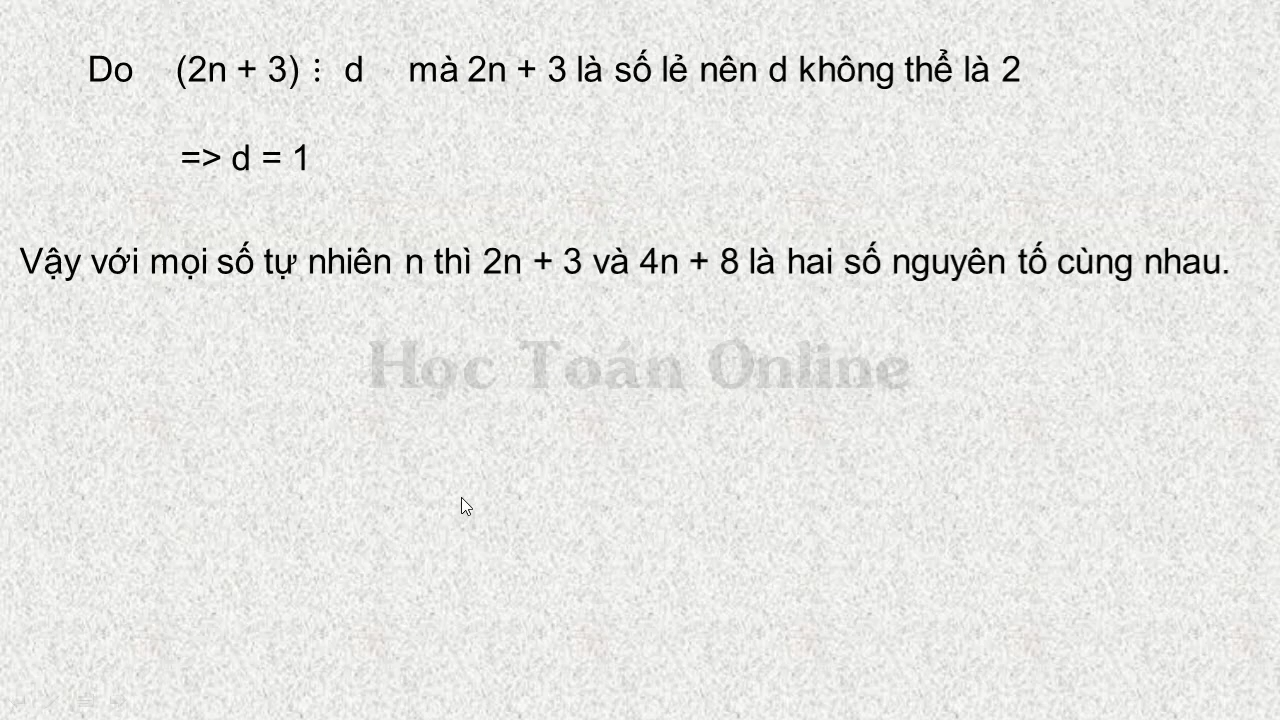 Do (2n + 3) ⋮ d mà 2n + 3 là số lẻ nên d không thể là 2
=> d = 1
Vậy với mọi số tự nhiên n thì 2n + 3 và 4n + 8 là hai số nguyên tố cùng nhau.
Học Toán Online